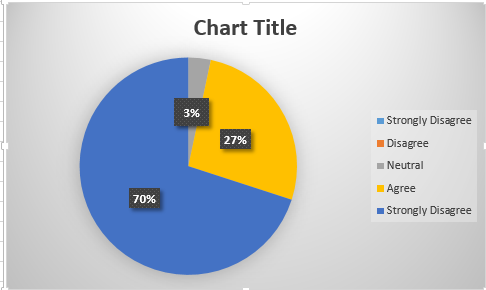 Chart Title
3%
27%
70%
Strongly Disagree
Disagree
Neutral
Agree
Strongly Disagree